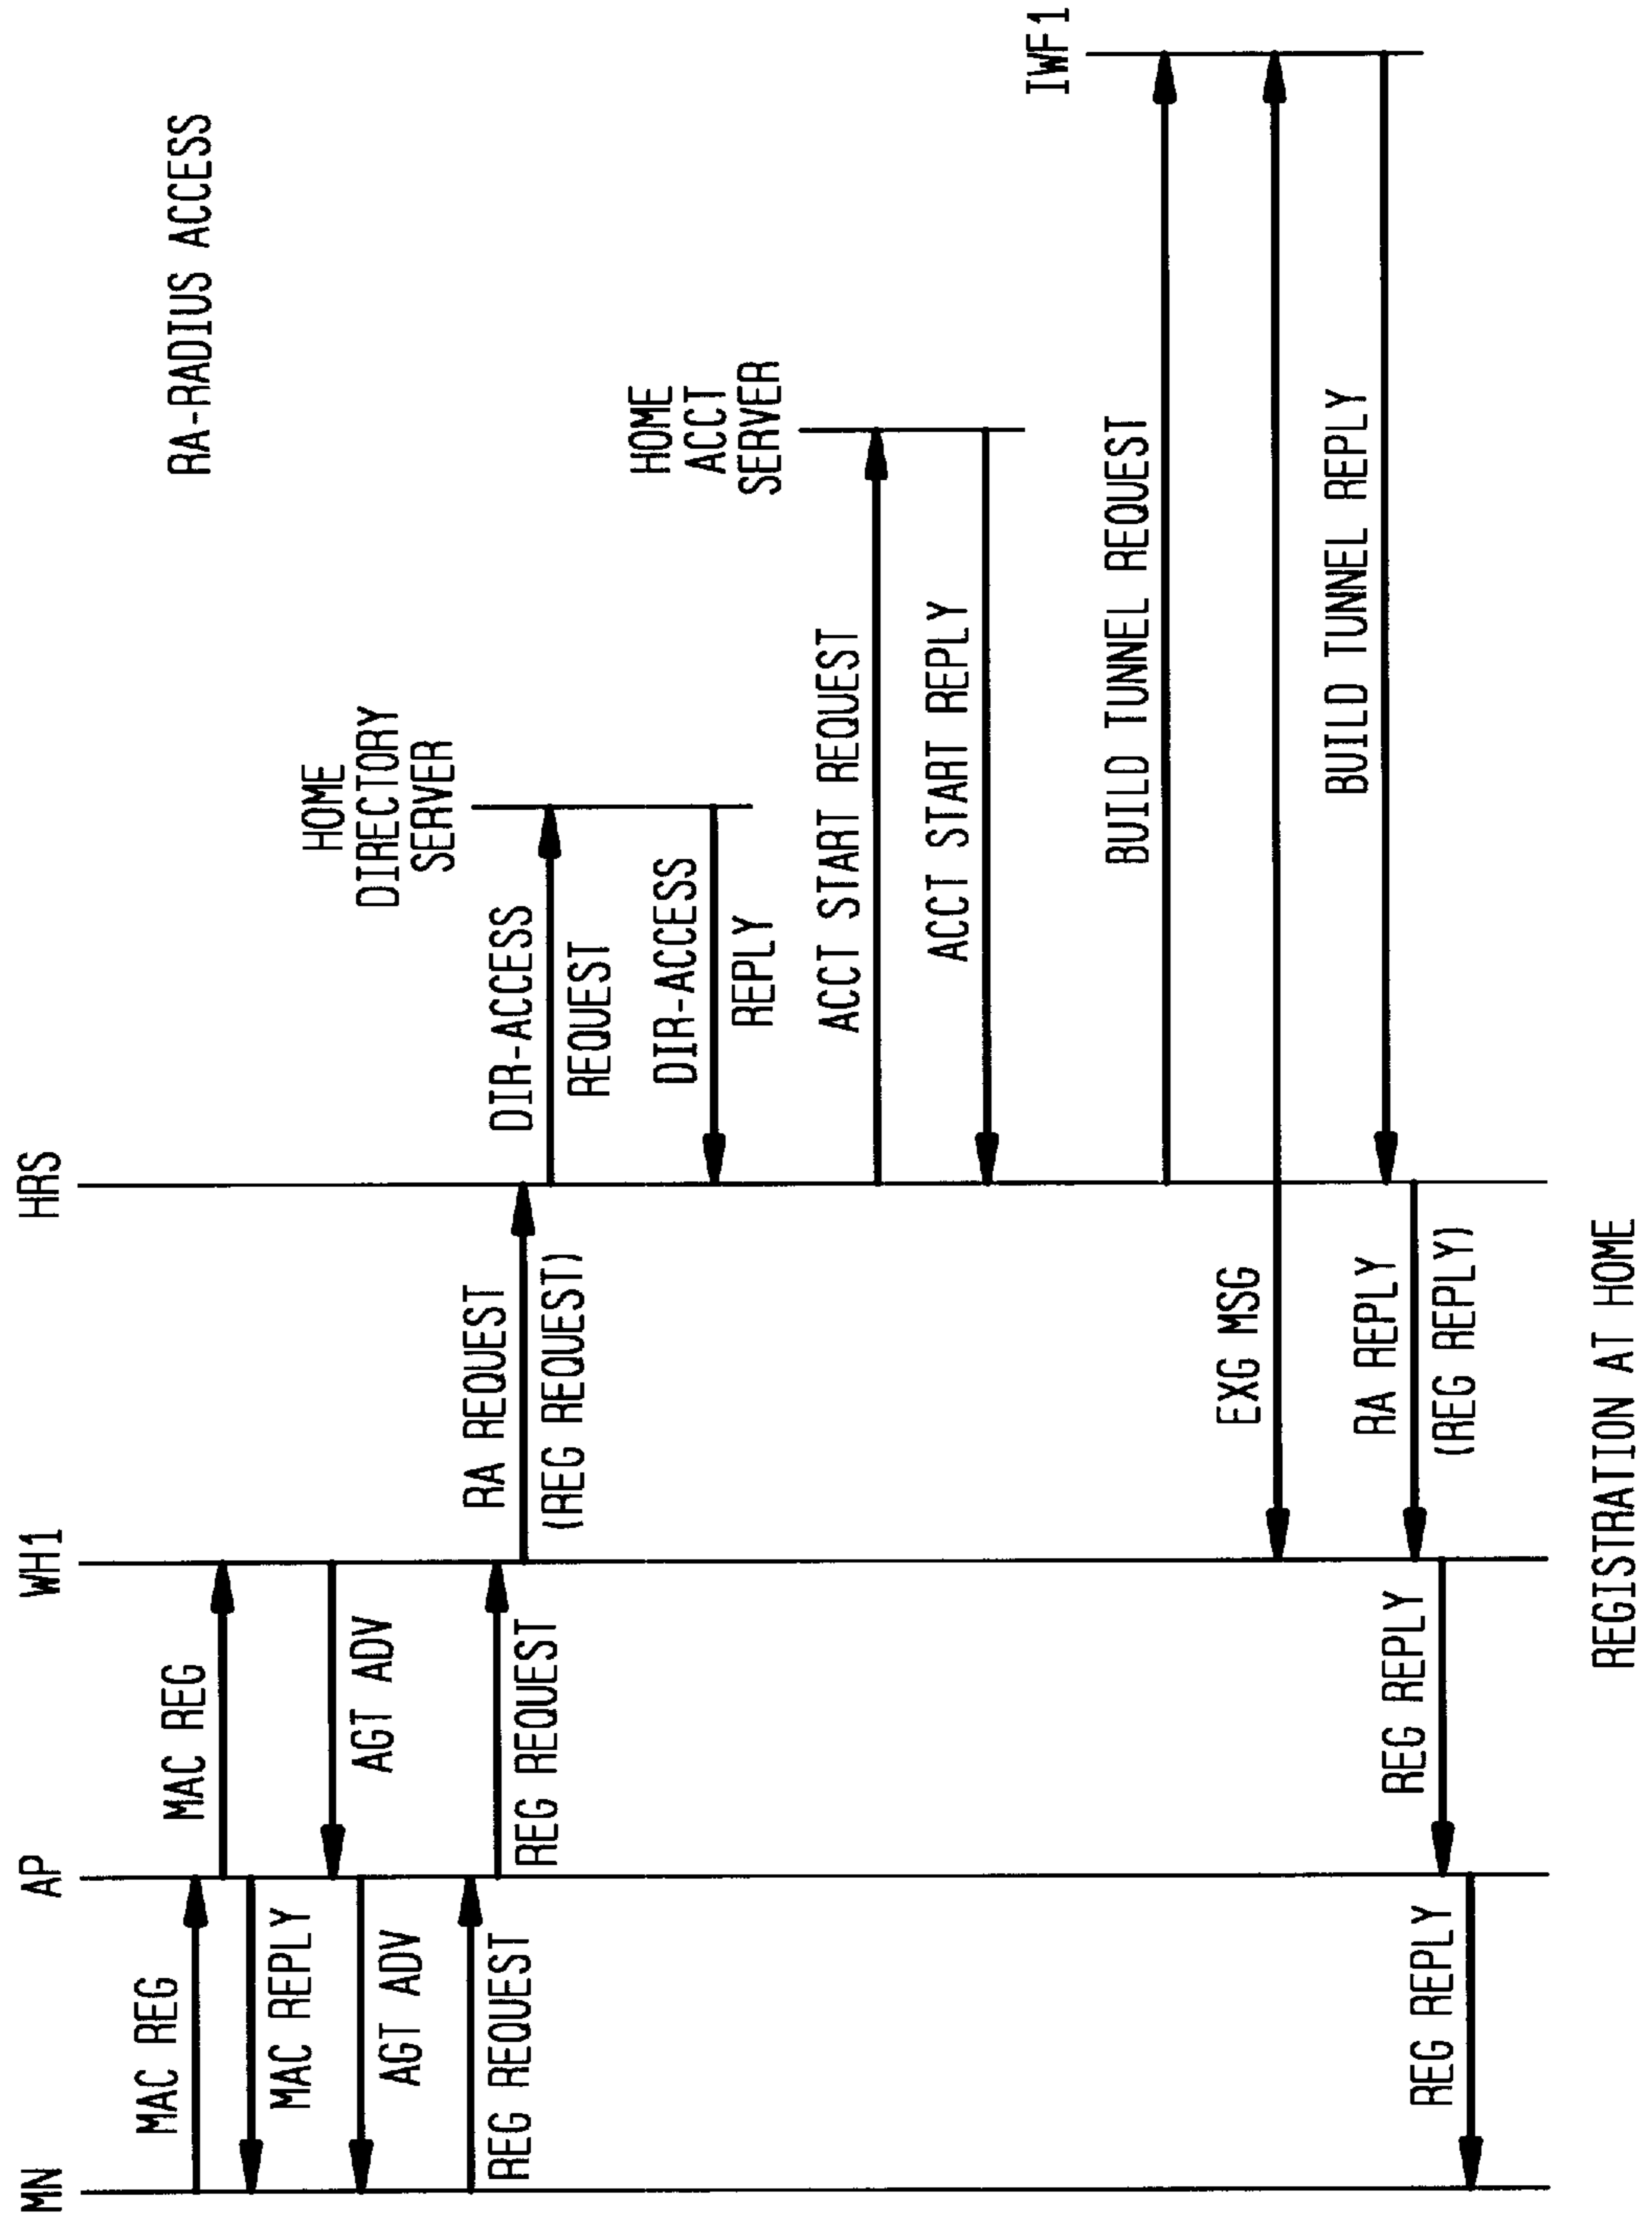 MN
AP
WH1
HRS
RA-RADIUS ACCESS
MAC REG
MAC REG
MAC REPLY
AGT ADV
AGT ADV
REG REQUEST
REG REQUEST
RA REQUEST
(REG REQUEST)
HOME
DIRECTORY
SERVER
DIR-ACCESS
REQUEST
DIR-ACCESS
REPLY
HOME
ACCT
SERVER
ACCT START REQUEST
ACCT START REPLY
IWF1
BUILD TUNNEL REQUEST
EXG MSG
BUILD TUNNEL REPLY
RA REPLY
(REG REPLY)
REG REPLY
REG REPLY
REGISTRATION AT HOME